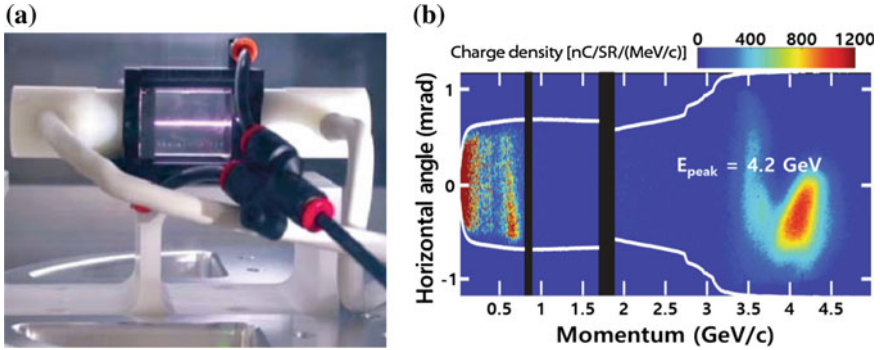 (a)
(b)
Charge density [nC/SR/(MeV/c)] 0 400 800 1200
Horizontal angle (mrad)
1
0
-1
E_peak = 4.2 GeV
0.5 1 1.5 2 2.5 3 3.5 4 4.5
Momentum (GeV/c)